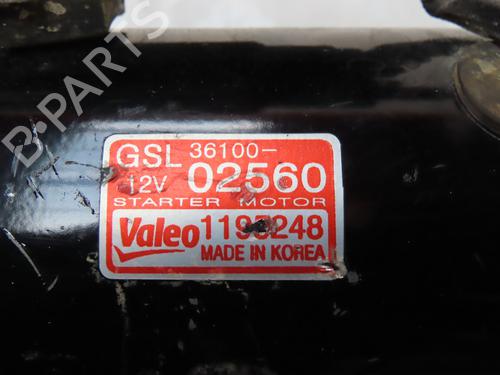 B-PARTS
GSL 36100-
12V 02560
STARTER MOTOR
Valeo
MADE IN KOREA